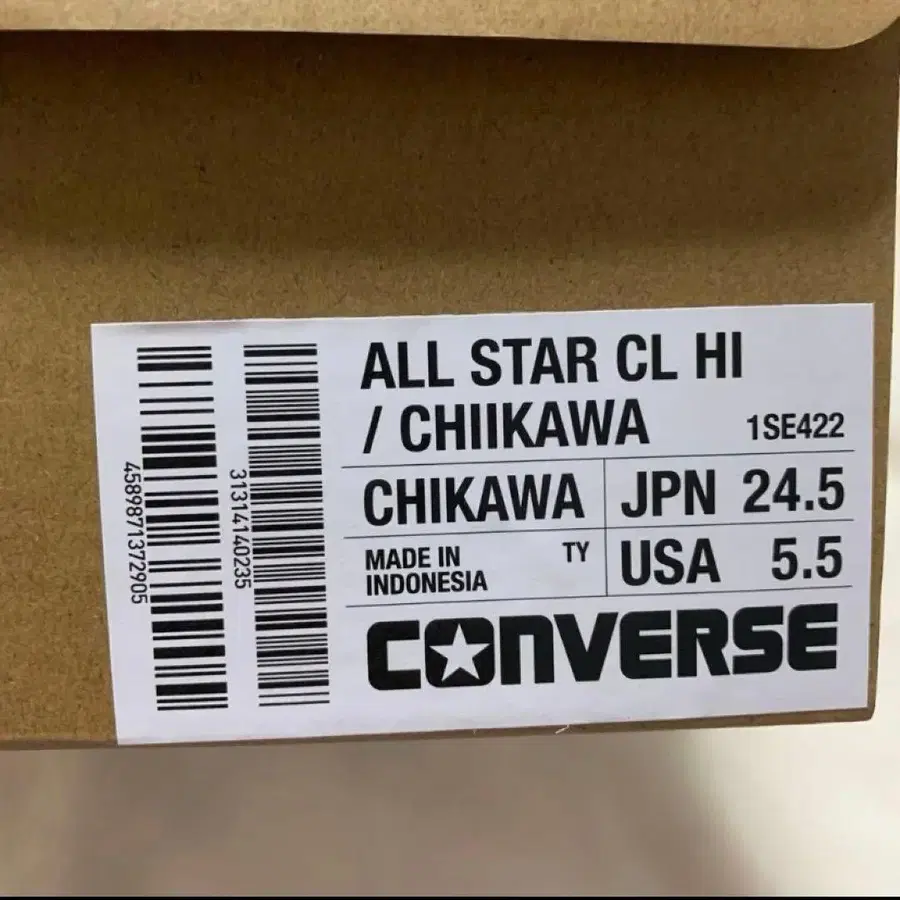 4589871372905
31314140235
ALL STAR CL HI
/ CHIIKAWA 1SE422
CHIKAWA JPN 24.5
MADE IN TY USA 5.5
INDONESIA
CONVERSE